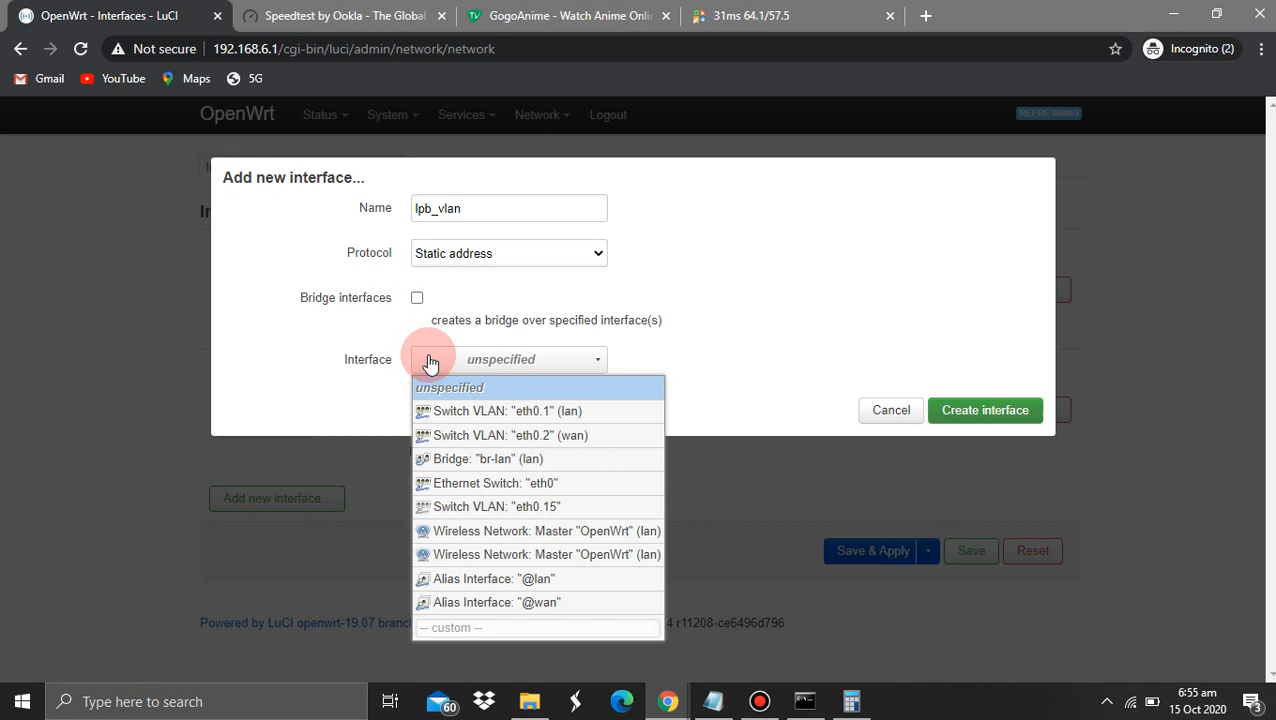 OpenWrt - Interfaces - LuCI
Speedtest by Ookla - The Global
GogoAnime - Watch Anime Onlin
31ms 64.1/57.5
Not secure
192.168.6.1/cgi-bin/luci/admin/network/network
Incognito (2)
Gmail
YouTube
Maps
5G
OpenWrt
Status
System
Services
Network
Logout
REFRESHING
Add new interface...
Name
lpb_vlan
Protocol
Static address
Bridge interfaces
creates a bridge over specified interface(s)
Interface
unspecified
unspecified
Switch VLAN: "eth0.1" (lan)
Switch VLAN: "eth0.2" (wan)
Bridge: "br-lan" (lan)
Ethernet Switch: "eth0"
Switch VLAN: "eth0.15"
Wireless Network: Master "OpenWrt" (lan)
Wireless Network: Master "OpenWrt" (lan)
Alias Interface: "@lan"
Alias Interface: "@wan"
-- custom --
Cancel
Create interface
Add new interface...
Save & Apply
Save
Reset
Powered by LuCI openwrt-19.07 branc
4 r11208-ce6496d796
Type here to search
60
6:55 am
15 Oct 2020
3